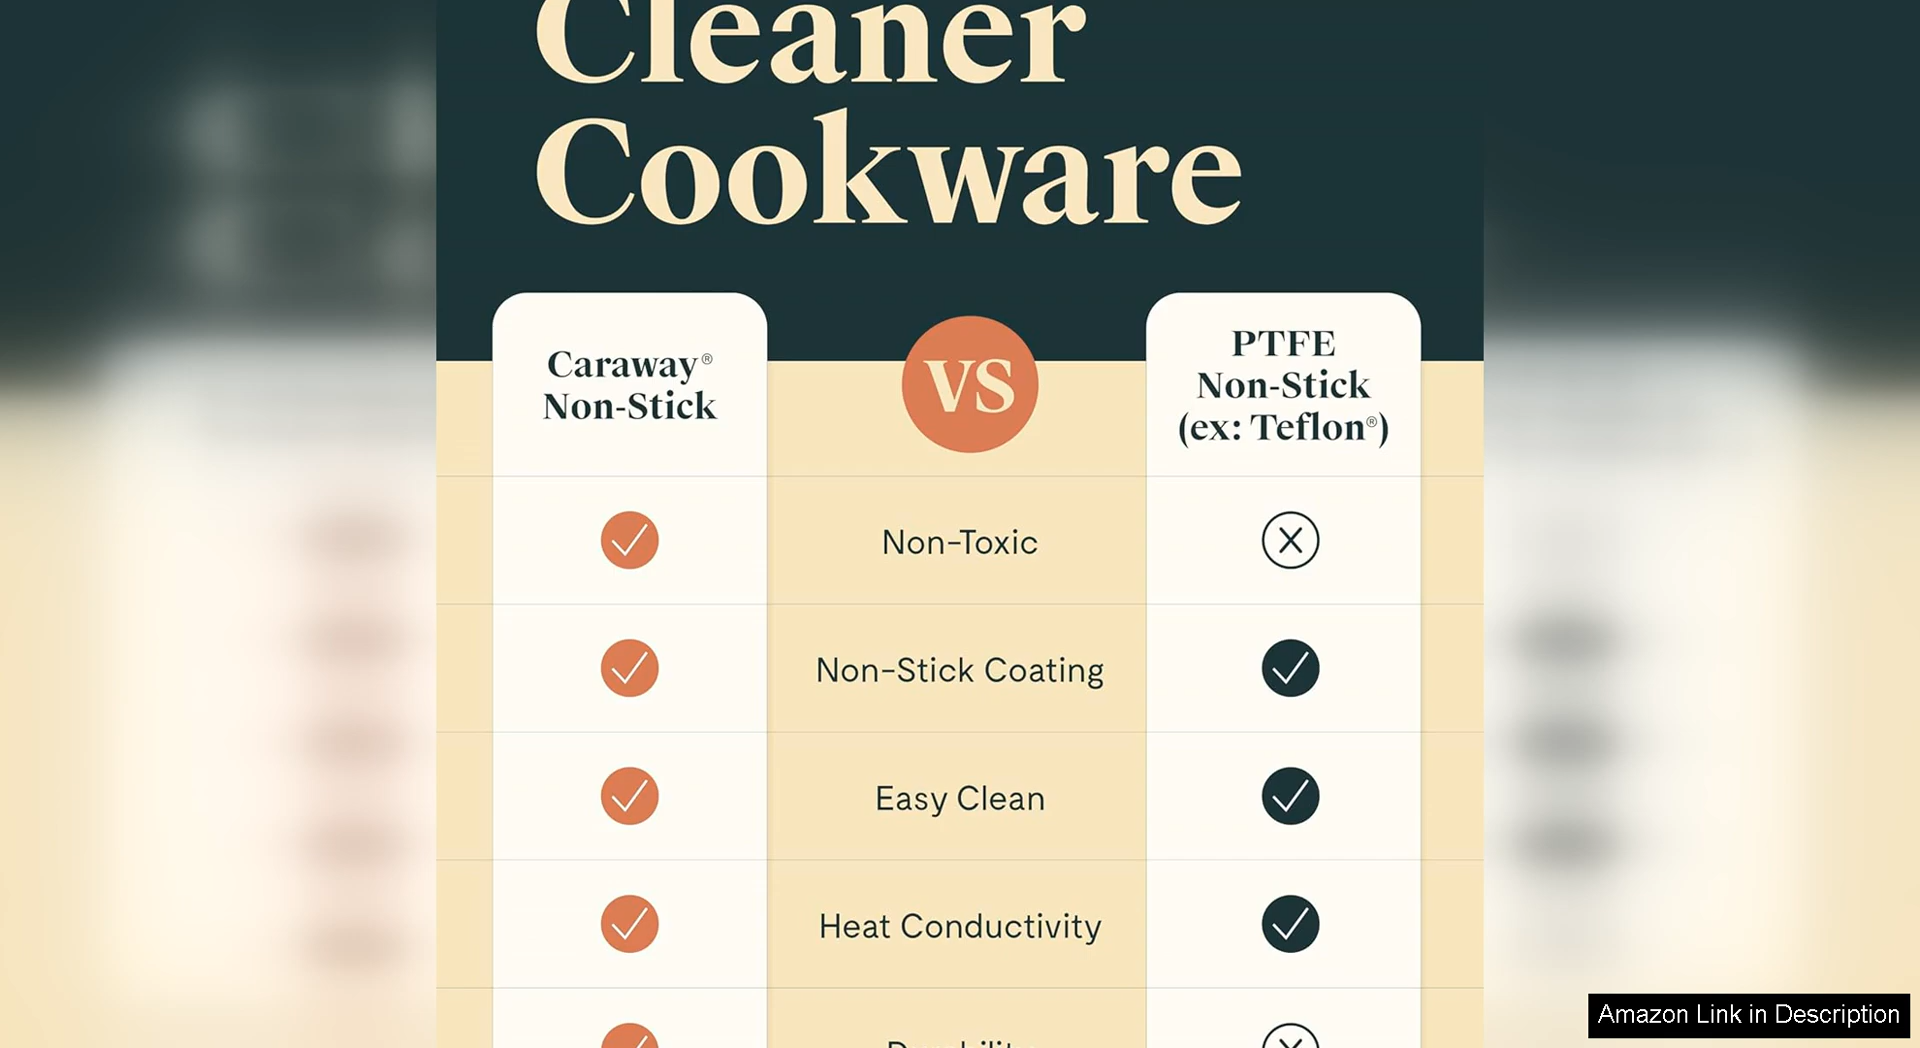 Cleaner
Cookware
Caraway®
Non-Stick
VS
PTFE
Non-Stick
(ex: Teflon®)
Non-Toxic
Non-Stick Coating
Easy Clean
Heat Conductivity
Amazon Link in Description